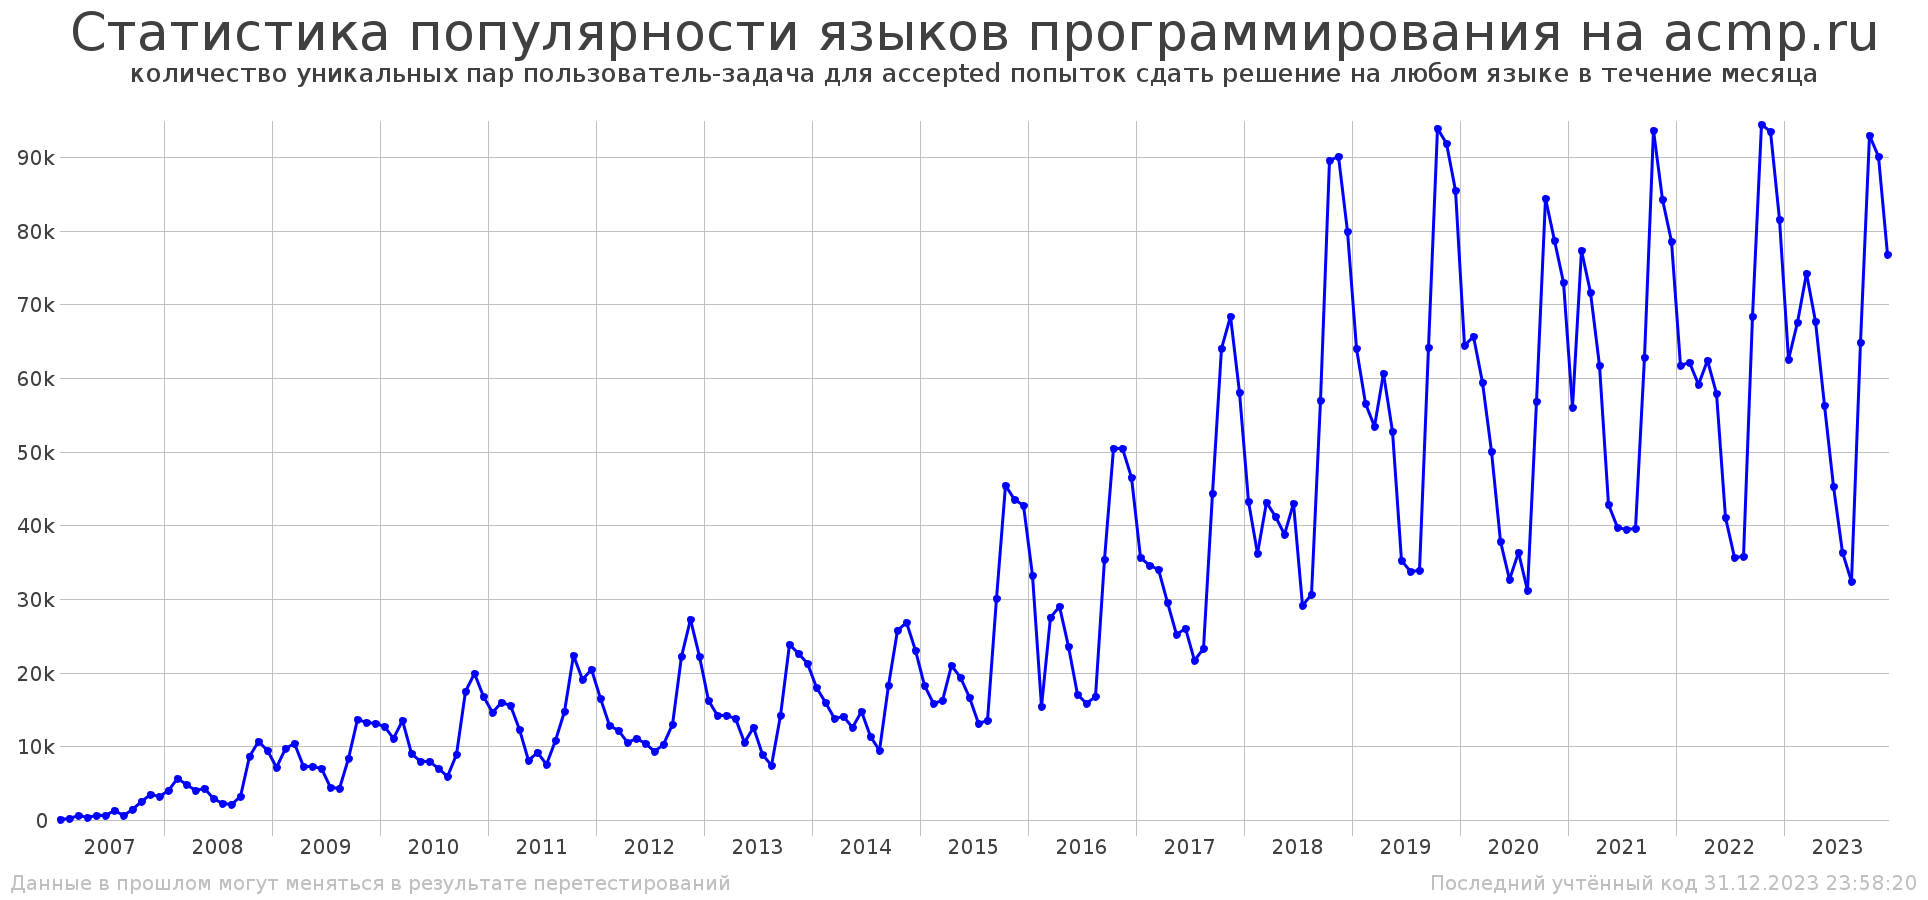 Статистика популярности языков программирования на acmp.ru
количество уникальных пар пользователь-задача для accepted попыток сдать решение на любом языке в течение месяца
90k
80k
70k
60k
50k
40k
30k
20k
10k
0
2007 2008 2009 2010 2011 2012 2013 2014 2015 2016 2017 2018 2019 2020 2021 2022 2023
Данные в прошлом могут меняться в результате перетестирований
Последний учтённый код 31.12.2023 23:58:20